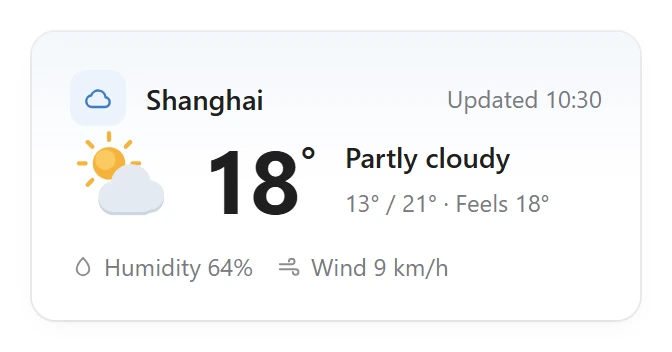 Shanghai
Updated 10:30
18°
Partly cloudy
13° / 21° · Feels 18°
Humidity 64%
Wind 9 km/h